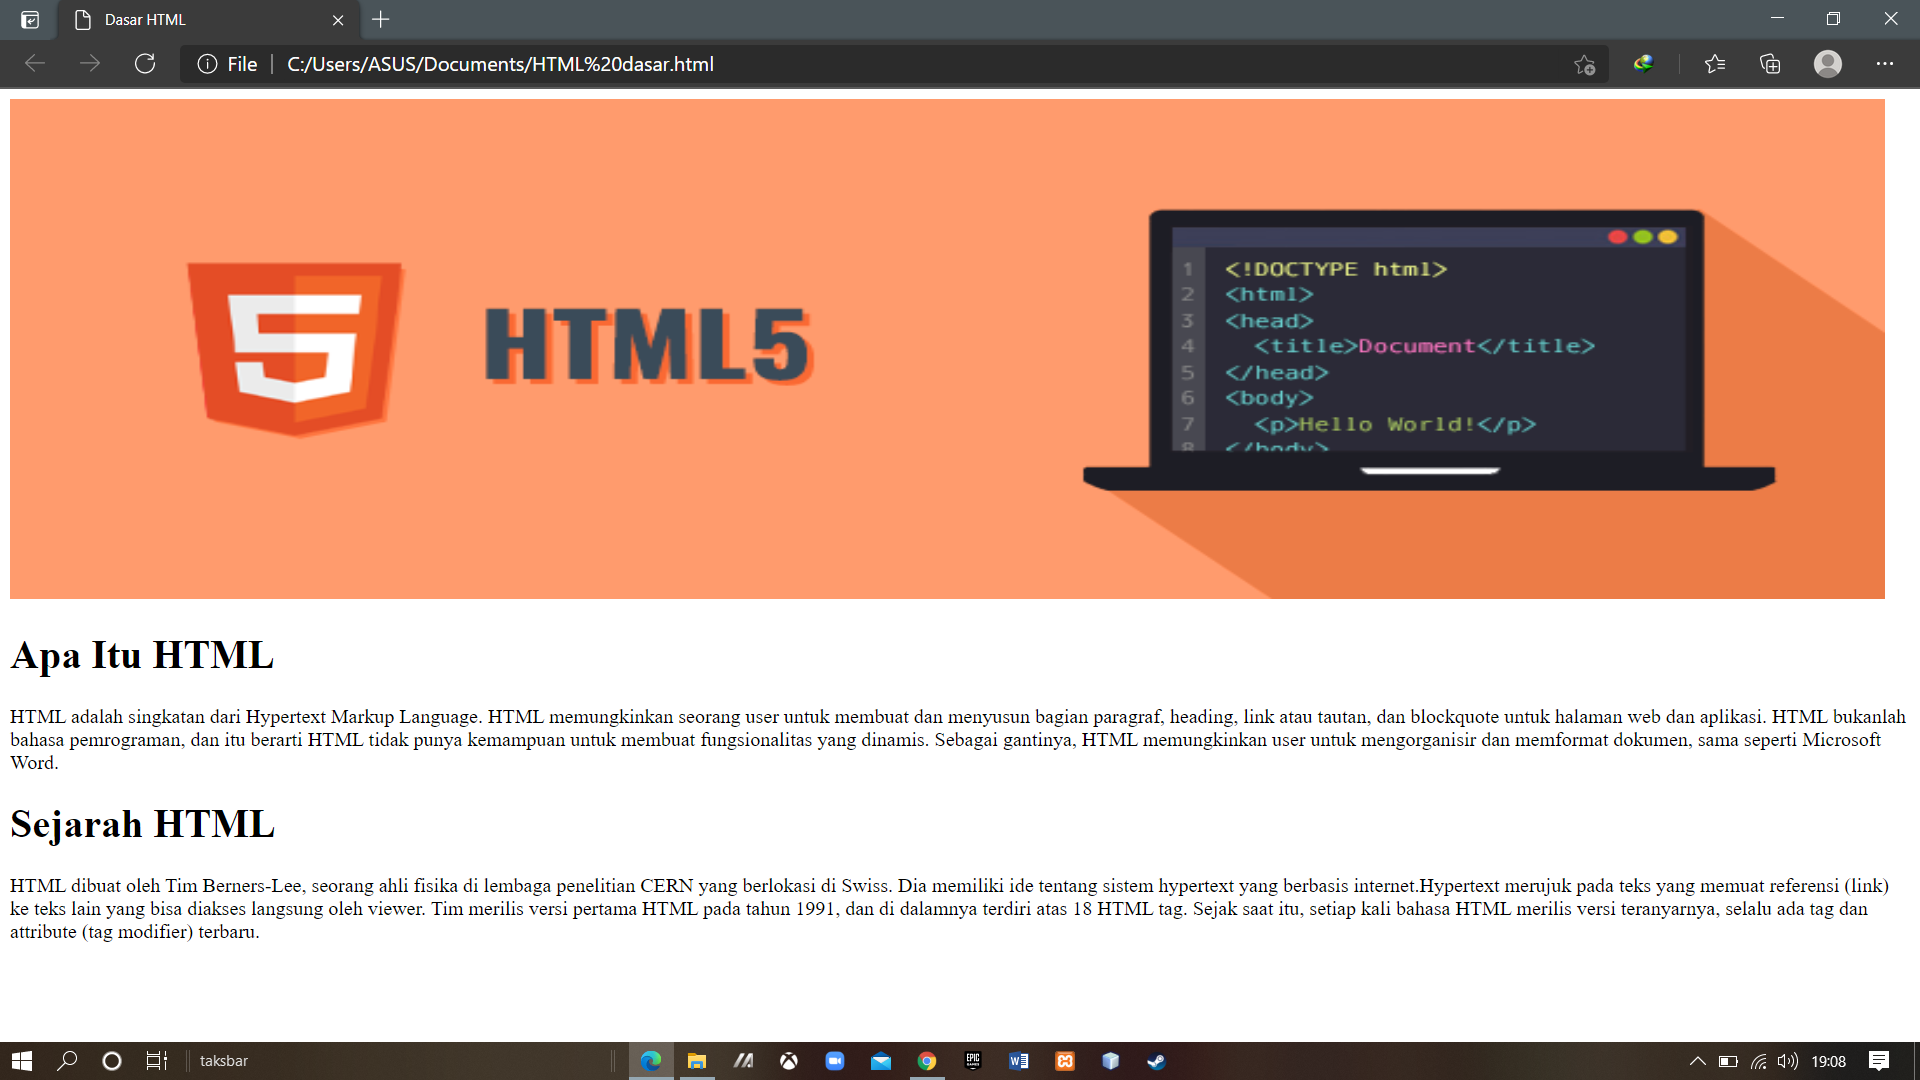 Dasar HTML
File
C:/Users/ASUS/Documents/HTML%20dasar.html
5
HTML5
1 <!DOCTYPE html>
2 <html>
3 <head>
4 <title>Document</title>
5 </head>
6 <body>
7 <p>Hello World!</p>
8 </body>
Apa Itu HTML
HTML adalah singkatan dari Hypertext Markup Language. HTML memungkinkan seorang user untuk membuat dan menyusun bagian paragraf, heading, link atau tautan, dan blockquote untuk halaman web dan aplikasi. HTML bukanlah
bahasa pemrograman, dan itu berarti HTML tidak punya kemampuan untuk membuat fungsionalitas yang dinamis. Sebagai gantinya, HTML memungkinkan user untuk mengorganisir dan memformat dokumen, sama seperti Microsoft
Word.
Sejarah HTML
HTML dibuat oleh Tim Berners-Lee, seorang ahli fisika di lembaga penelitian CERN yang berlokasi di Swiss. Dia memiliki ide tentang sistem hypertext yang berbasis internet.Hypertext merujuk pada teks yang memuat referensi (link)
ke teks lain yang bisa diakses langsung oleh viewer. Tim merilis versi pertama HTML pada tahun 1991, dan di dalamnya terdiri atas 18 HTML tag. Sejak saat itu, setiap kali bahasa HTML merilis versi teranyarnya, selalu ada tag dan
attribute (tag modifier) terbaru.
taksbar
EPIC
GAMES
19:08